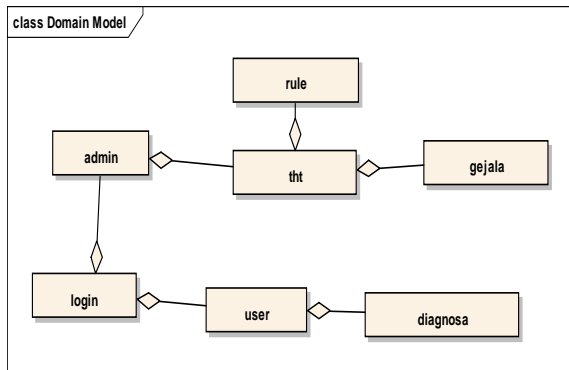 class Domain Model
rule
admin
tht
gejala
login
user
diagnosa